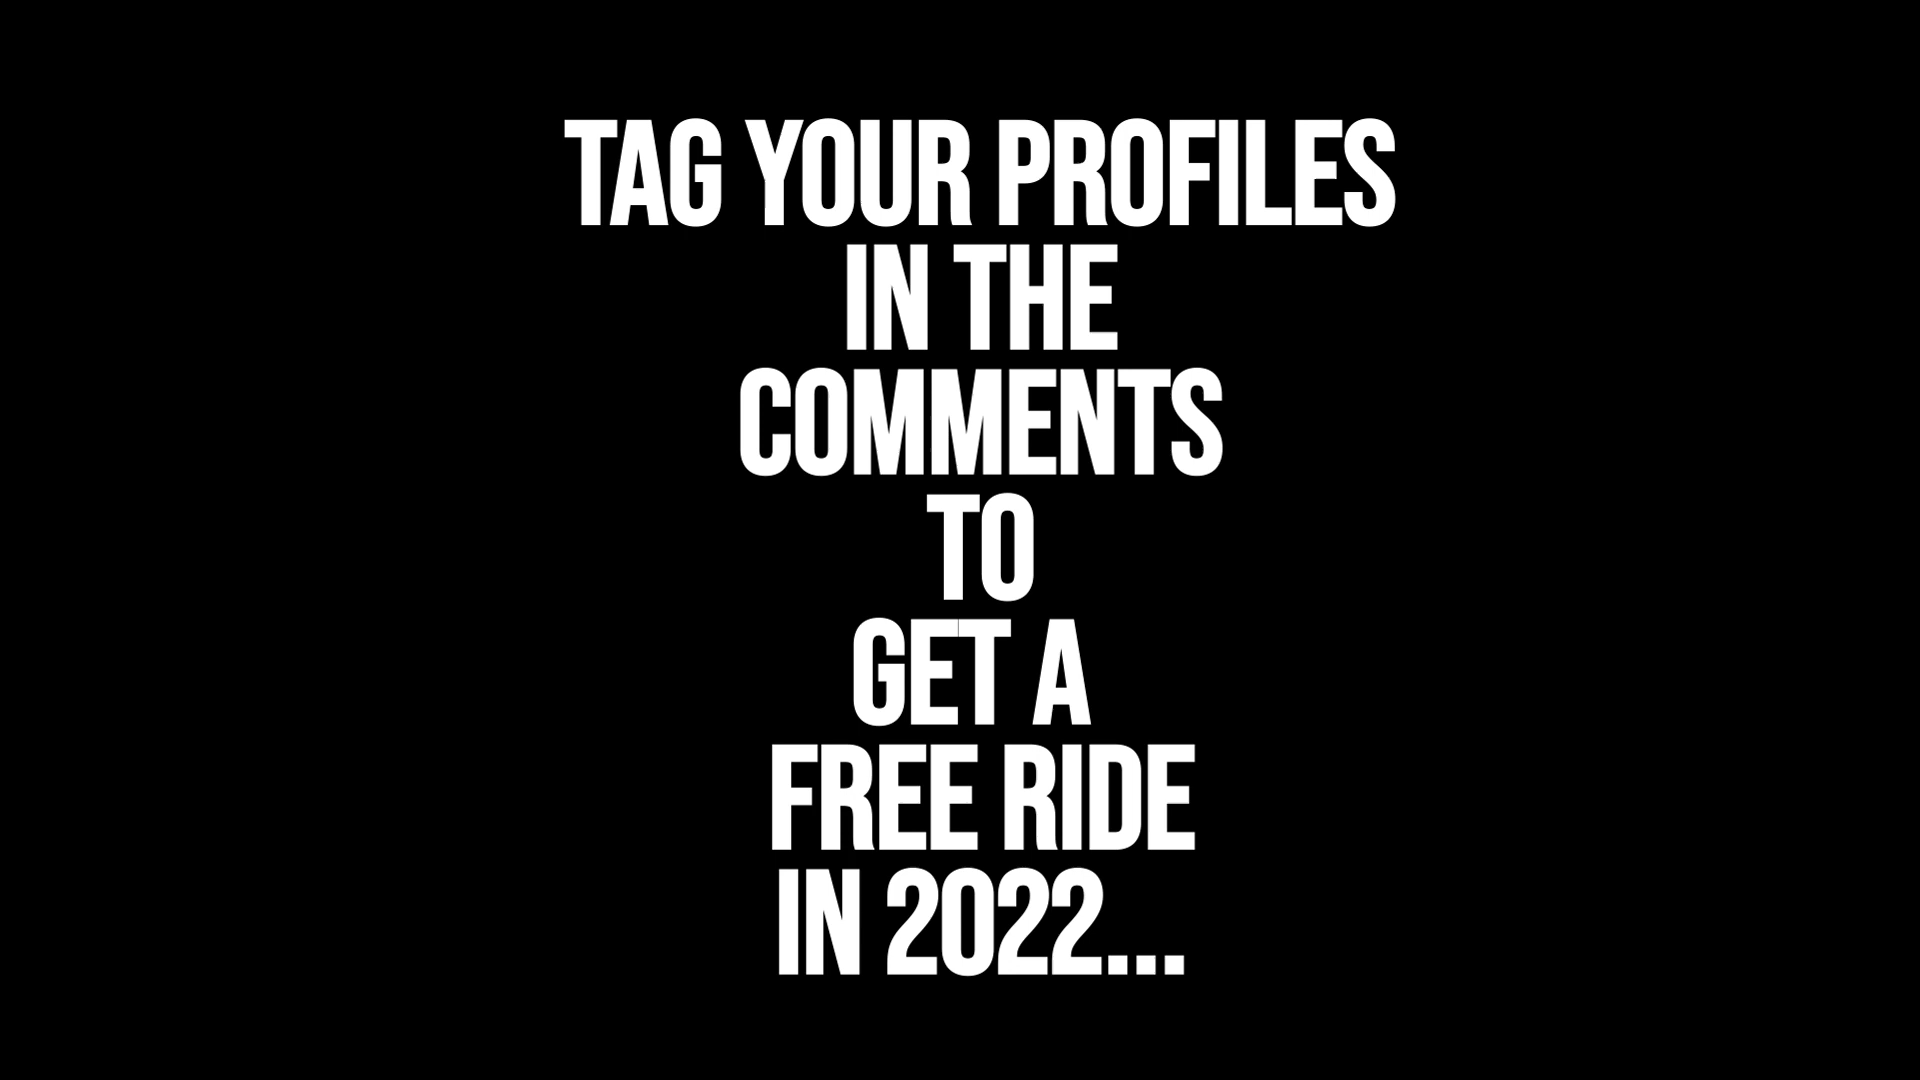 TAG YOUR PROFILES
IN THE
COMMENTS
TO
GET A
FREE RIDE
IN 2022...